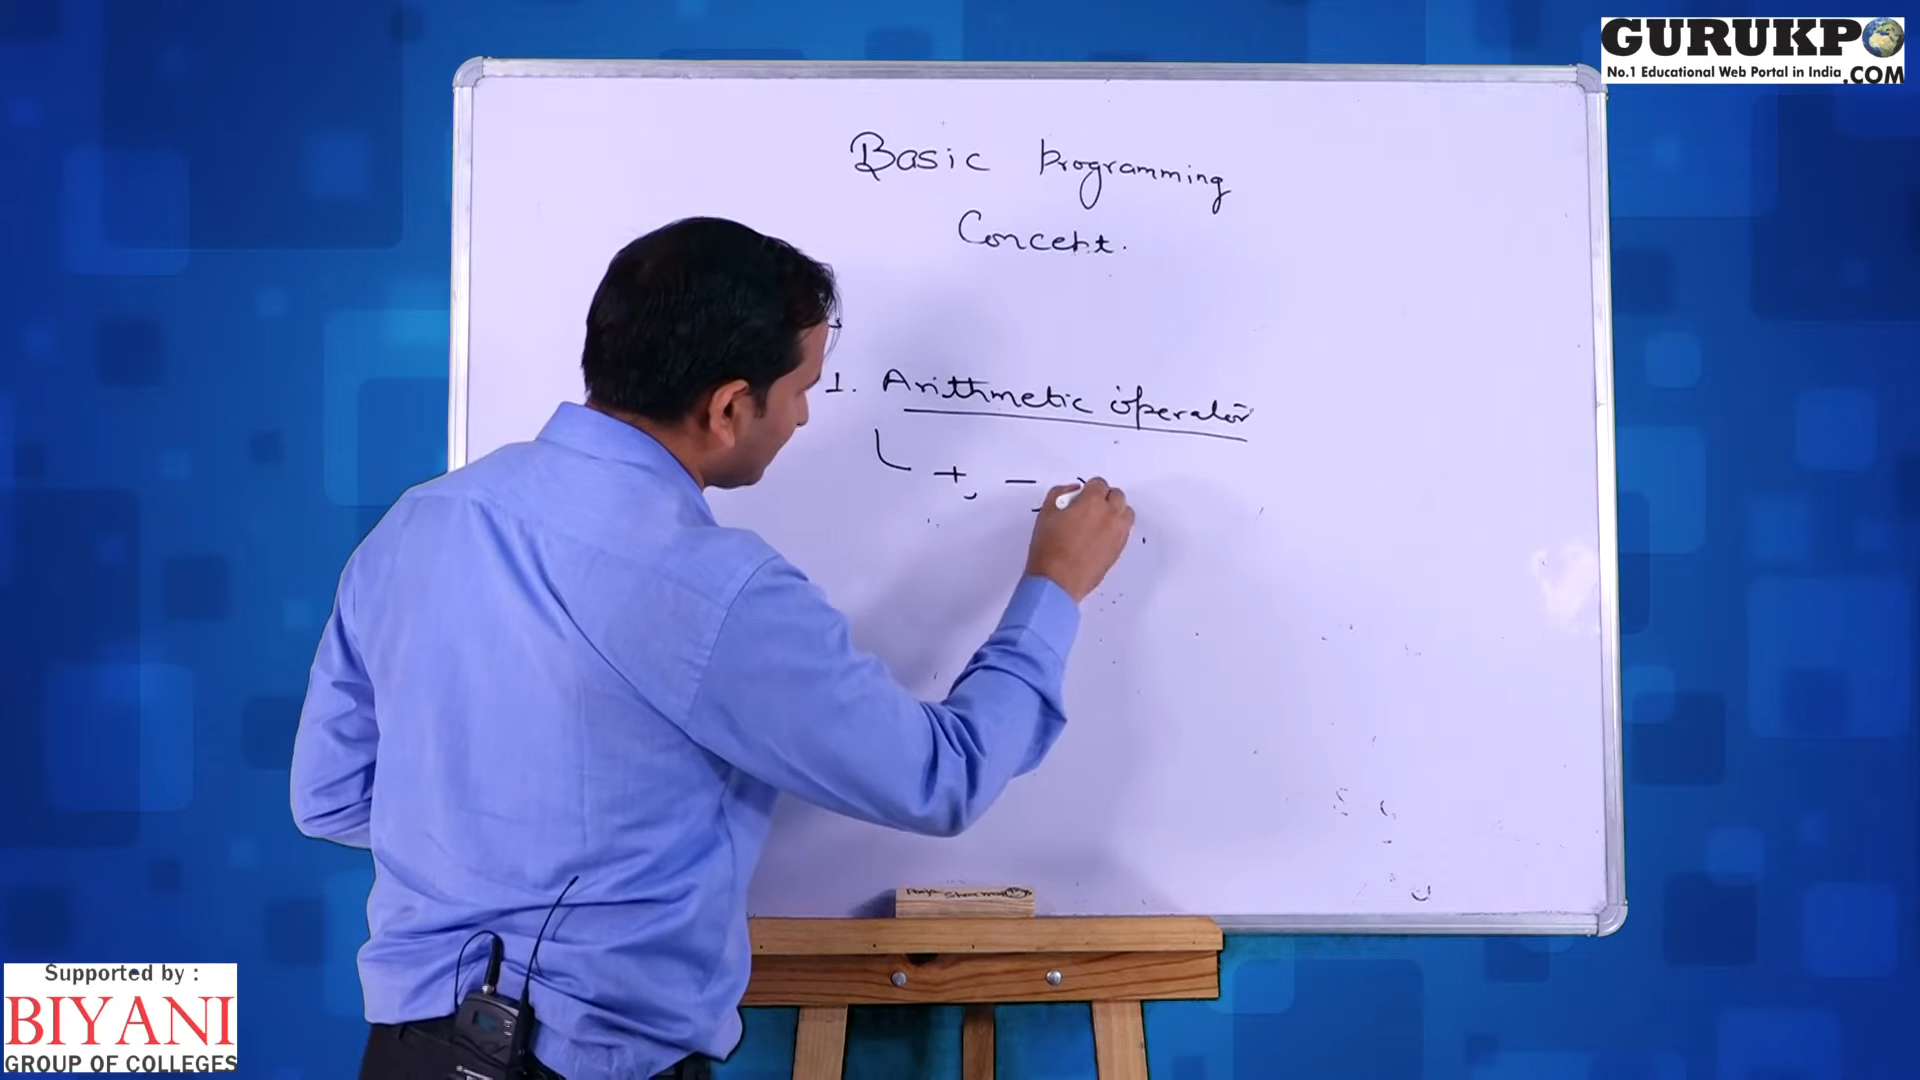 GURUKPO
No.1 Educational Web Portal in India .COM
Basic Programming
Concept.
1. Arithmetic operator
+, -,
Sharma
Supported by :
BIYANI
GROUP OF COLLEGES